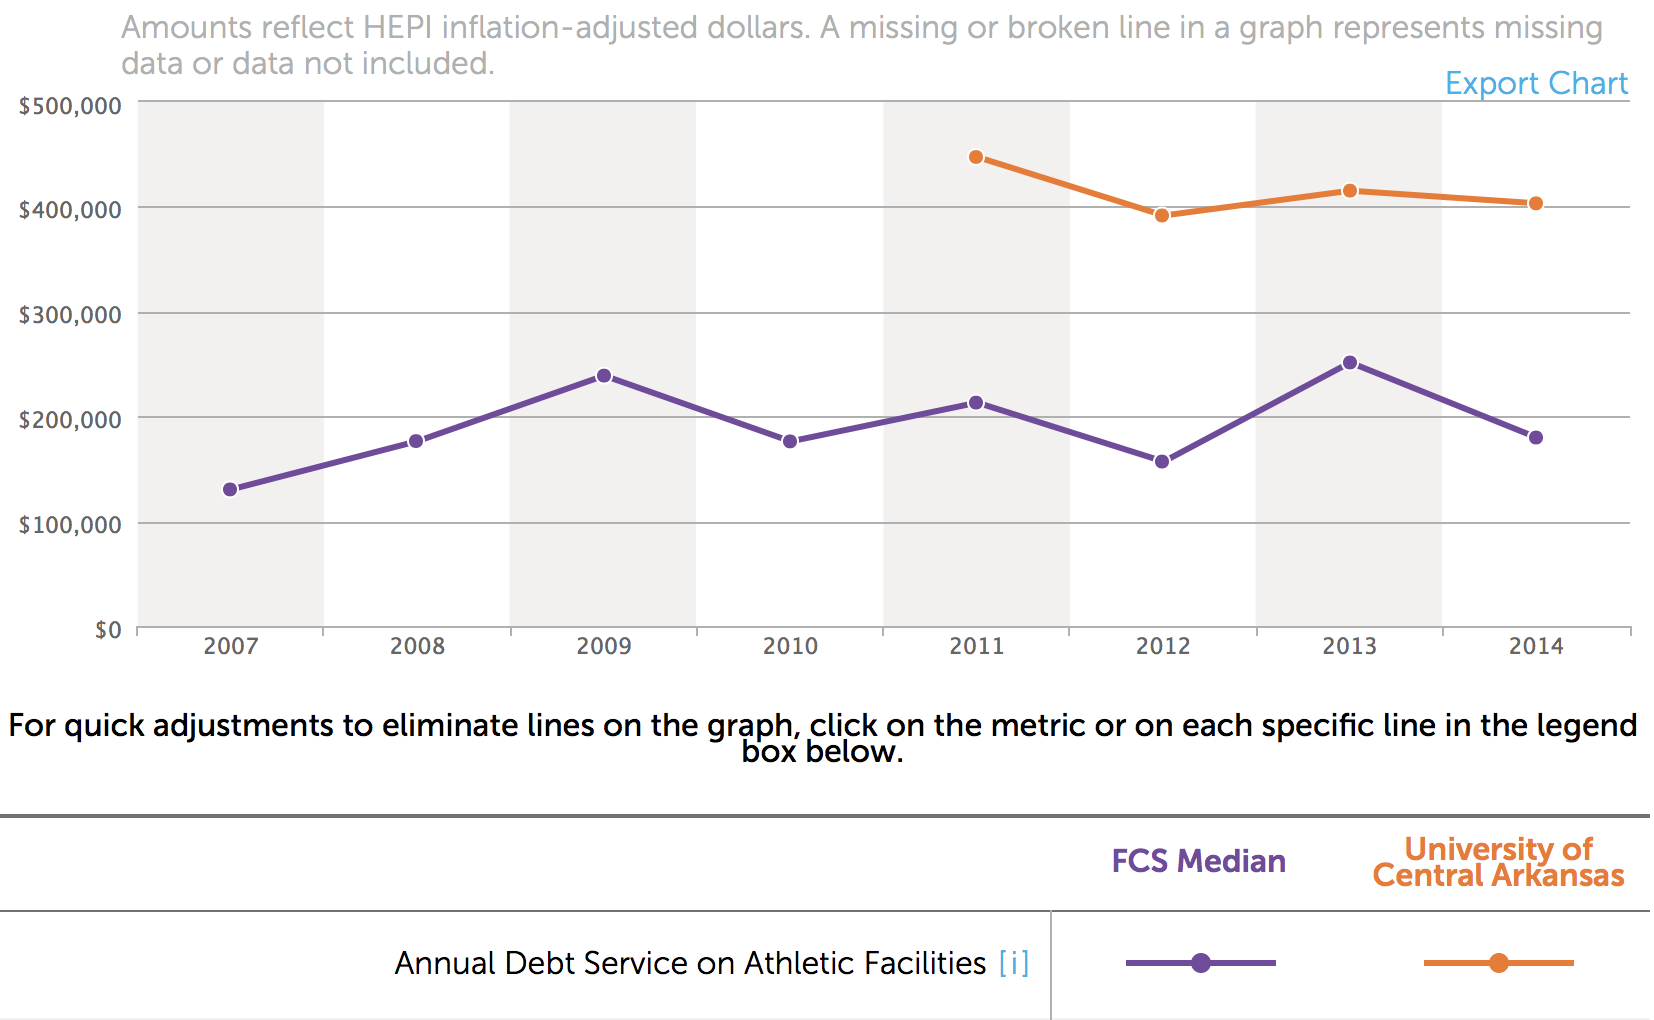 Amounts reflect HEPI inflation-adjusted dollars. A missing or broken line in a graph represents missing
data or data not included.
Export Chart
$500,000
$400,000
$300,000
$200,000
$100,000
$0
2007 2008 2009 2010 2011 2012 2013 2014
For quick adjustments to eliminate lines on the graph, click on the metric or on each specific line in the legend
box below.
FCS Median
University of
Central Arkansas
Annual Debt Service on Athletic Facilities [i]